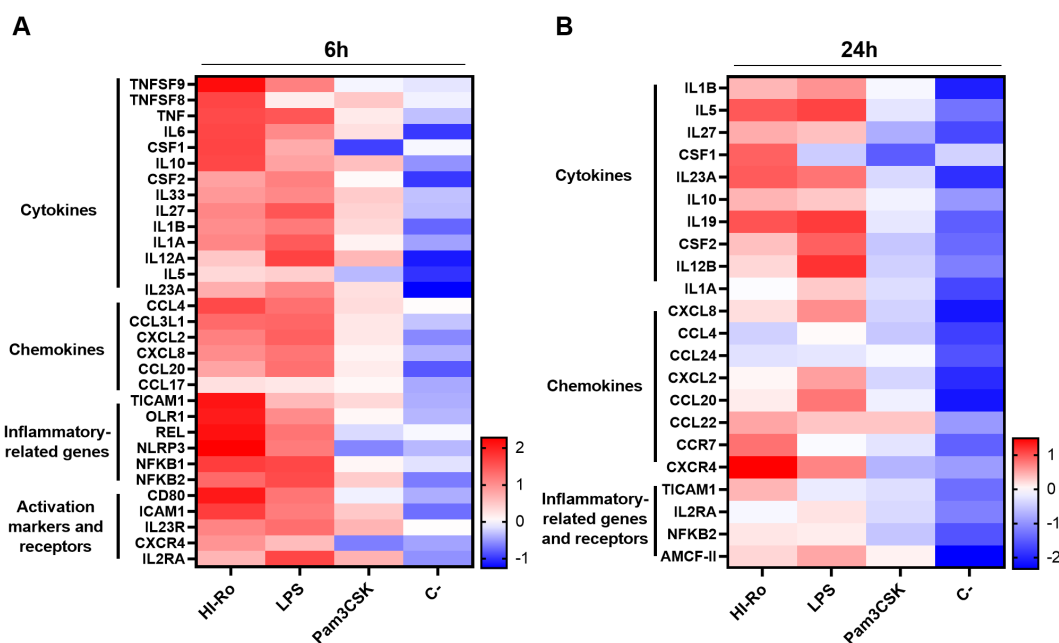 A
6h
TNFSF9
TNFSF8
TNF
IL6
CSF1
IL10
CSF2
IL33
IL27
IL1B
IL1A
IL12A
IL5
IL23A
CCL4
CCL3L1
CXCL2
CXCL8
CCL20
CCL17
TICAM1
OLR1
REL
NLRP3
NFKB1
NFKB2
CD80
ICAM1
IL23R
CXCR4
IL2RA
Cytokines
Chemokines
Inflammatory-
related genes
Activation
markers and
receptors
HI-Ro
LPS
Pam3CSK
C-
2
1
0
-1
B
24h
IL1B
IL5
IL27
CSF1
IL23A
IL10
IL19
CSF2
IL12B
IL1A
CXCL8
CCL4
CCL24
CXCL2
CCL20
CCL22
CCR7
CXCR4
TICAM1
IL2RA
NFKB2
AMCF-II
Cytokines
Chemokines
Inflammatory-
related genes
and receptors
HI-Ro
LPS
Pam3CSK
C-
1
0
-1
-2